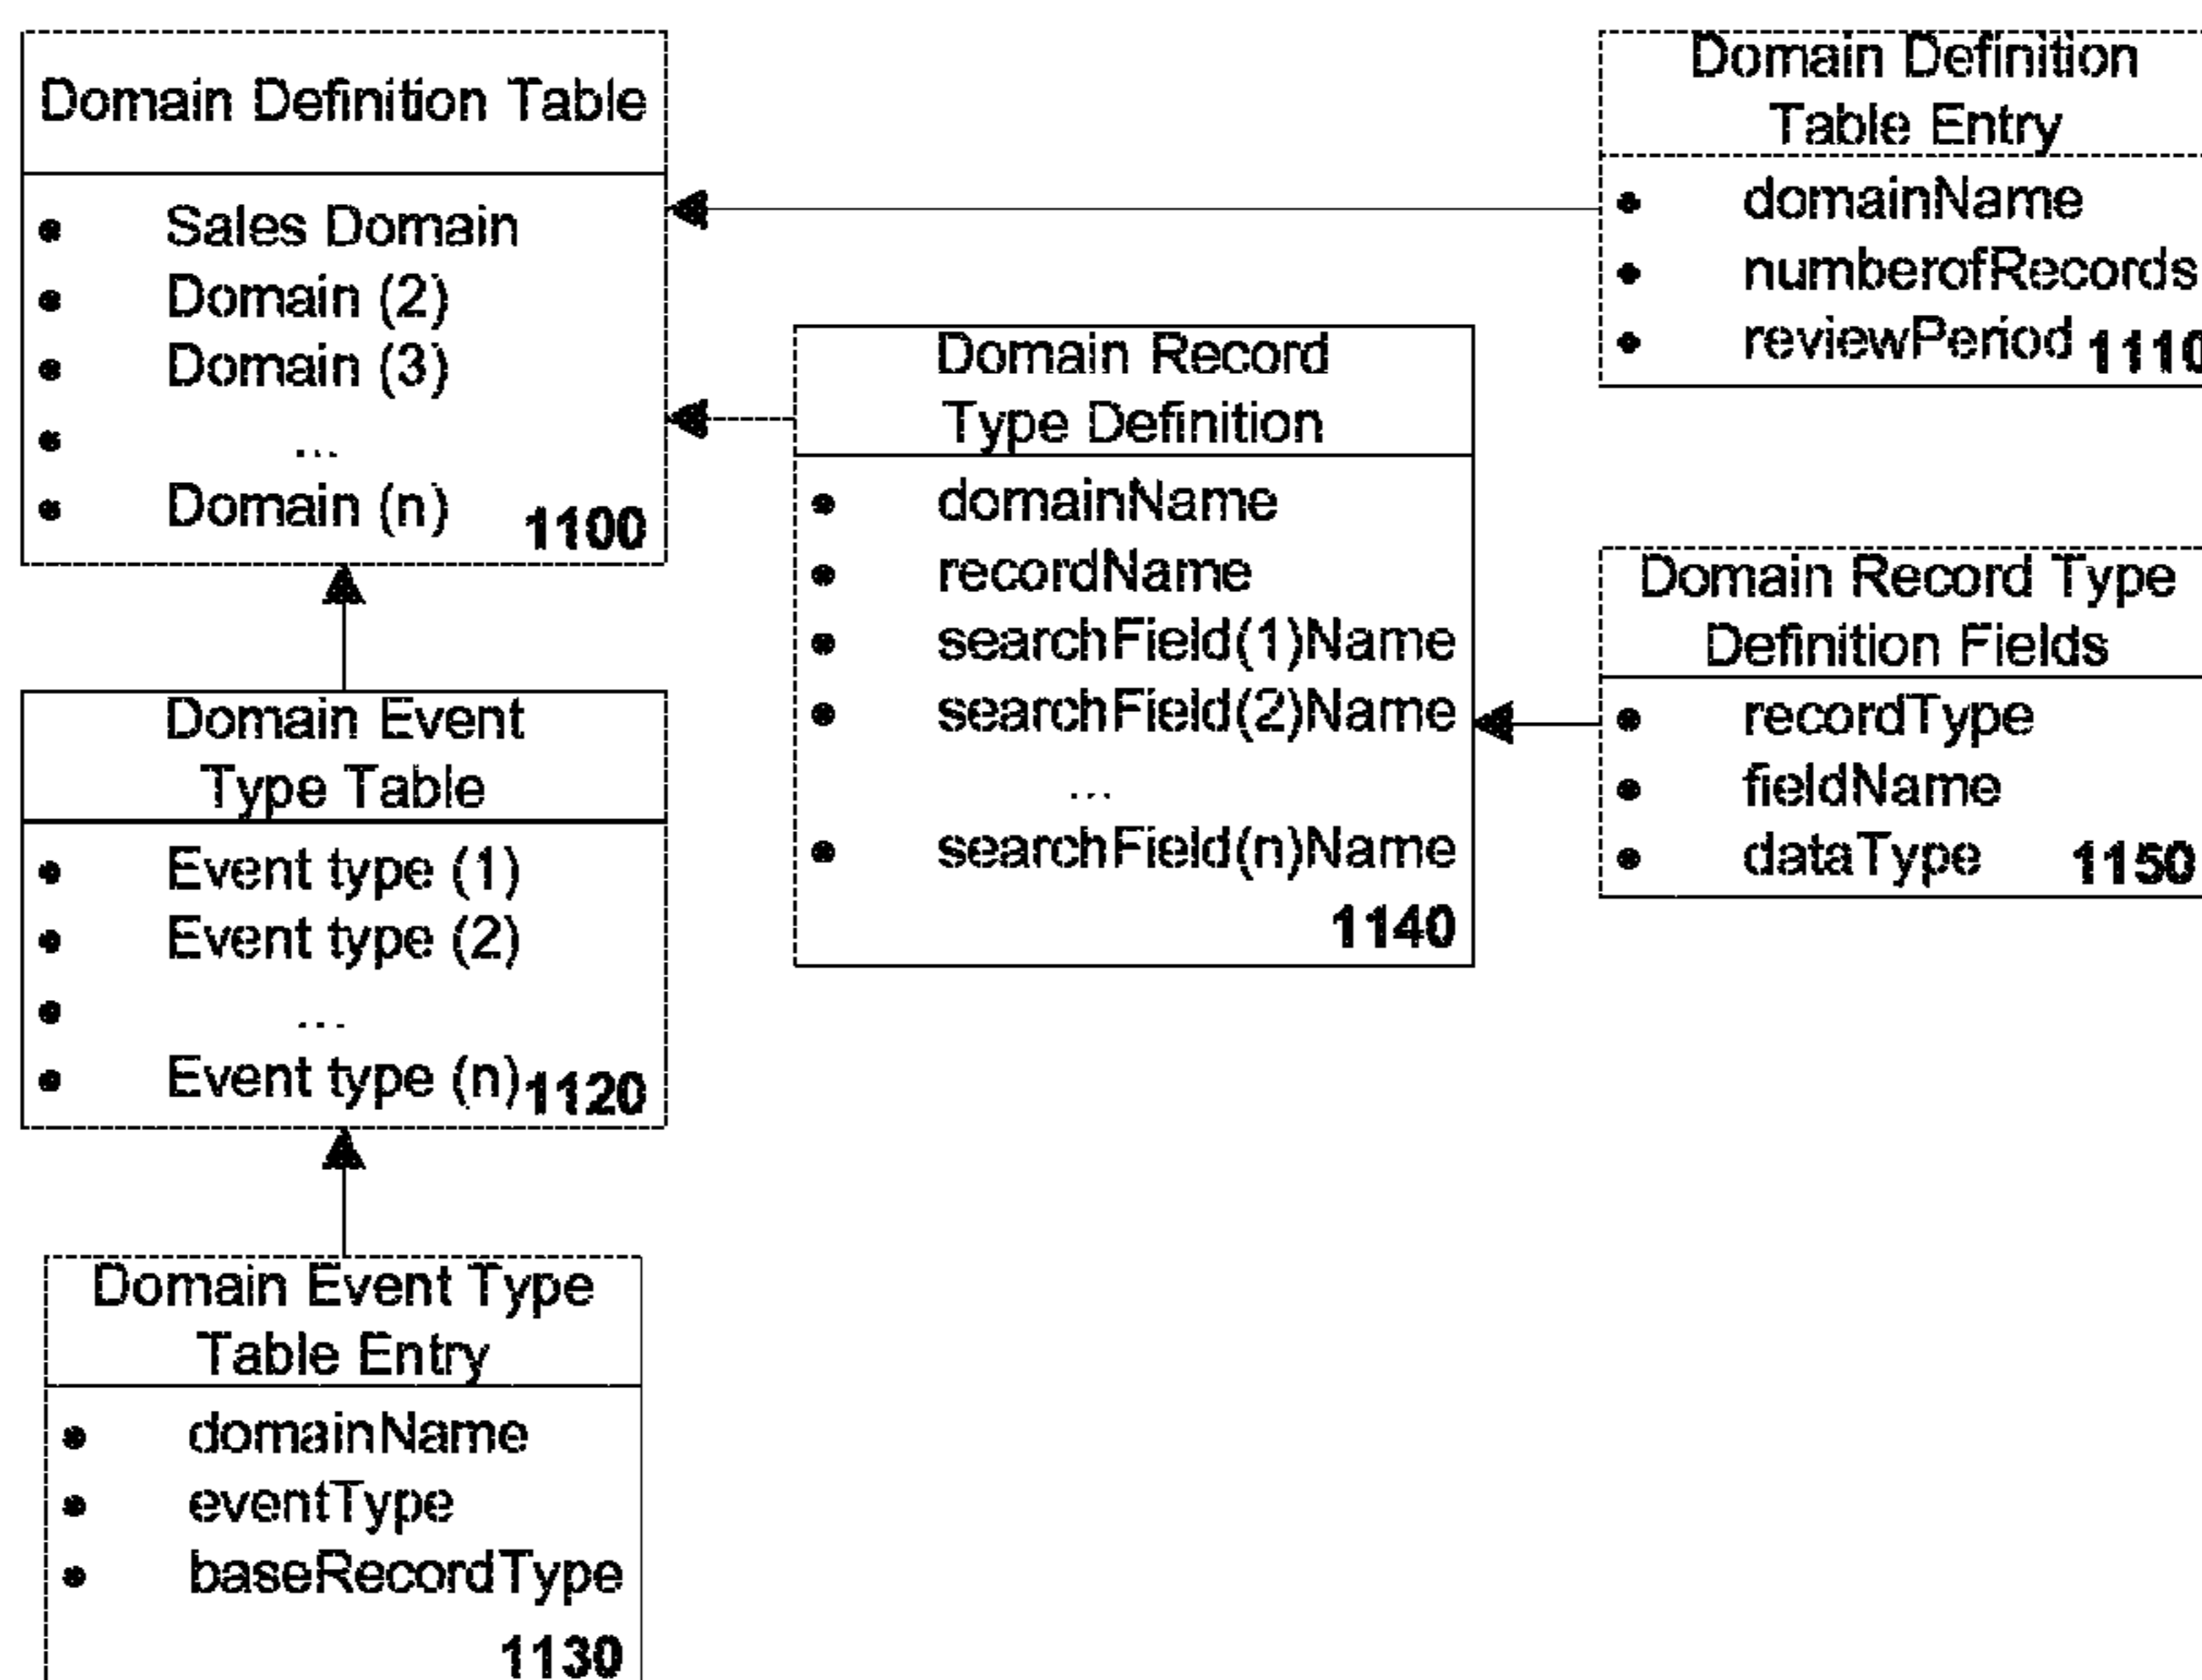 Domain Definition Table
• Sales Domain
• Domain (2)
• Domain (3)
• ...
• Domain (n) 1100
Domain Definition
Table Entry
• domainName
• numberofRecords
• reviewPeriod 1110
Domain Record
Type Definition
• domainName
• recordName
• searchField(1)Name
• searchField(2)Name
...
• searchField(n)Name
1140
Domain Record Type
Definition Fields
• recordType
• fieldName
• dataType 1150
Domain Event
Type Table
• Event type (1)
• Event type (2)
• ...
• Event type (n) 1120
Domain Event Type
Table Entry
• domainName
• eventType
• baseRecordType
1130